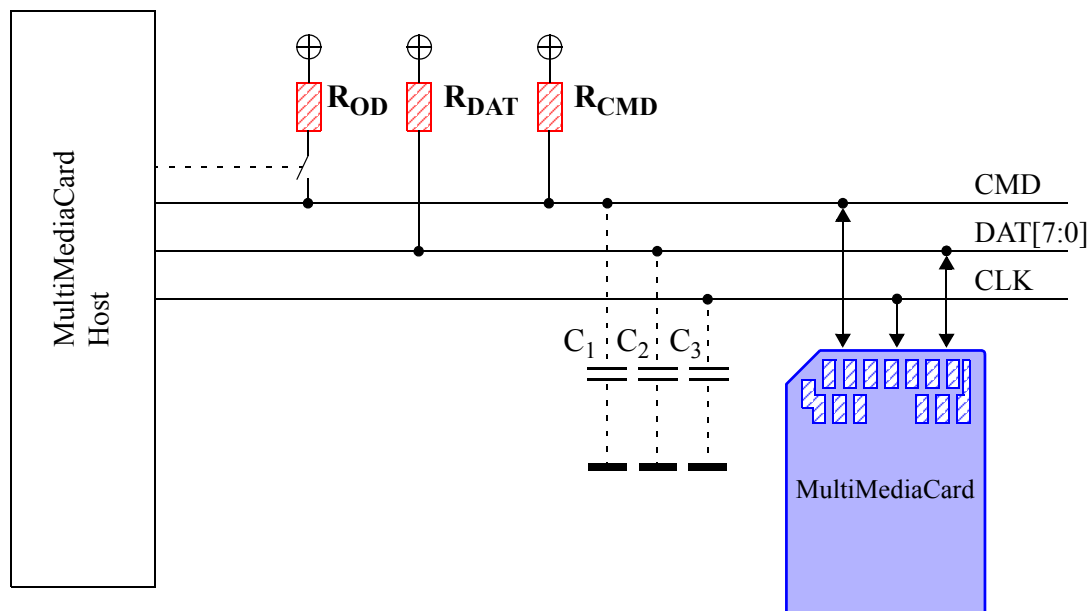 R_OD
R_DAT
R_CMD
MultiMediaCard
Host
CMD
DAT[7:0]
CLK
C_1
C_2
C_3
MultiMediaCard